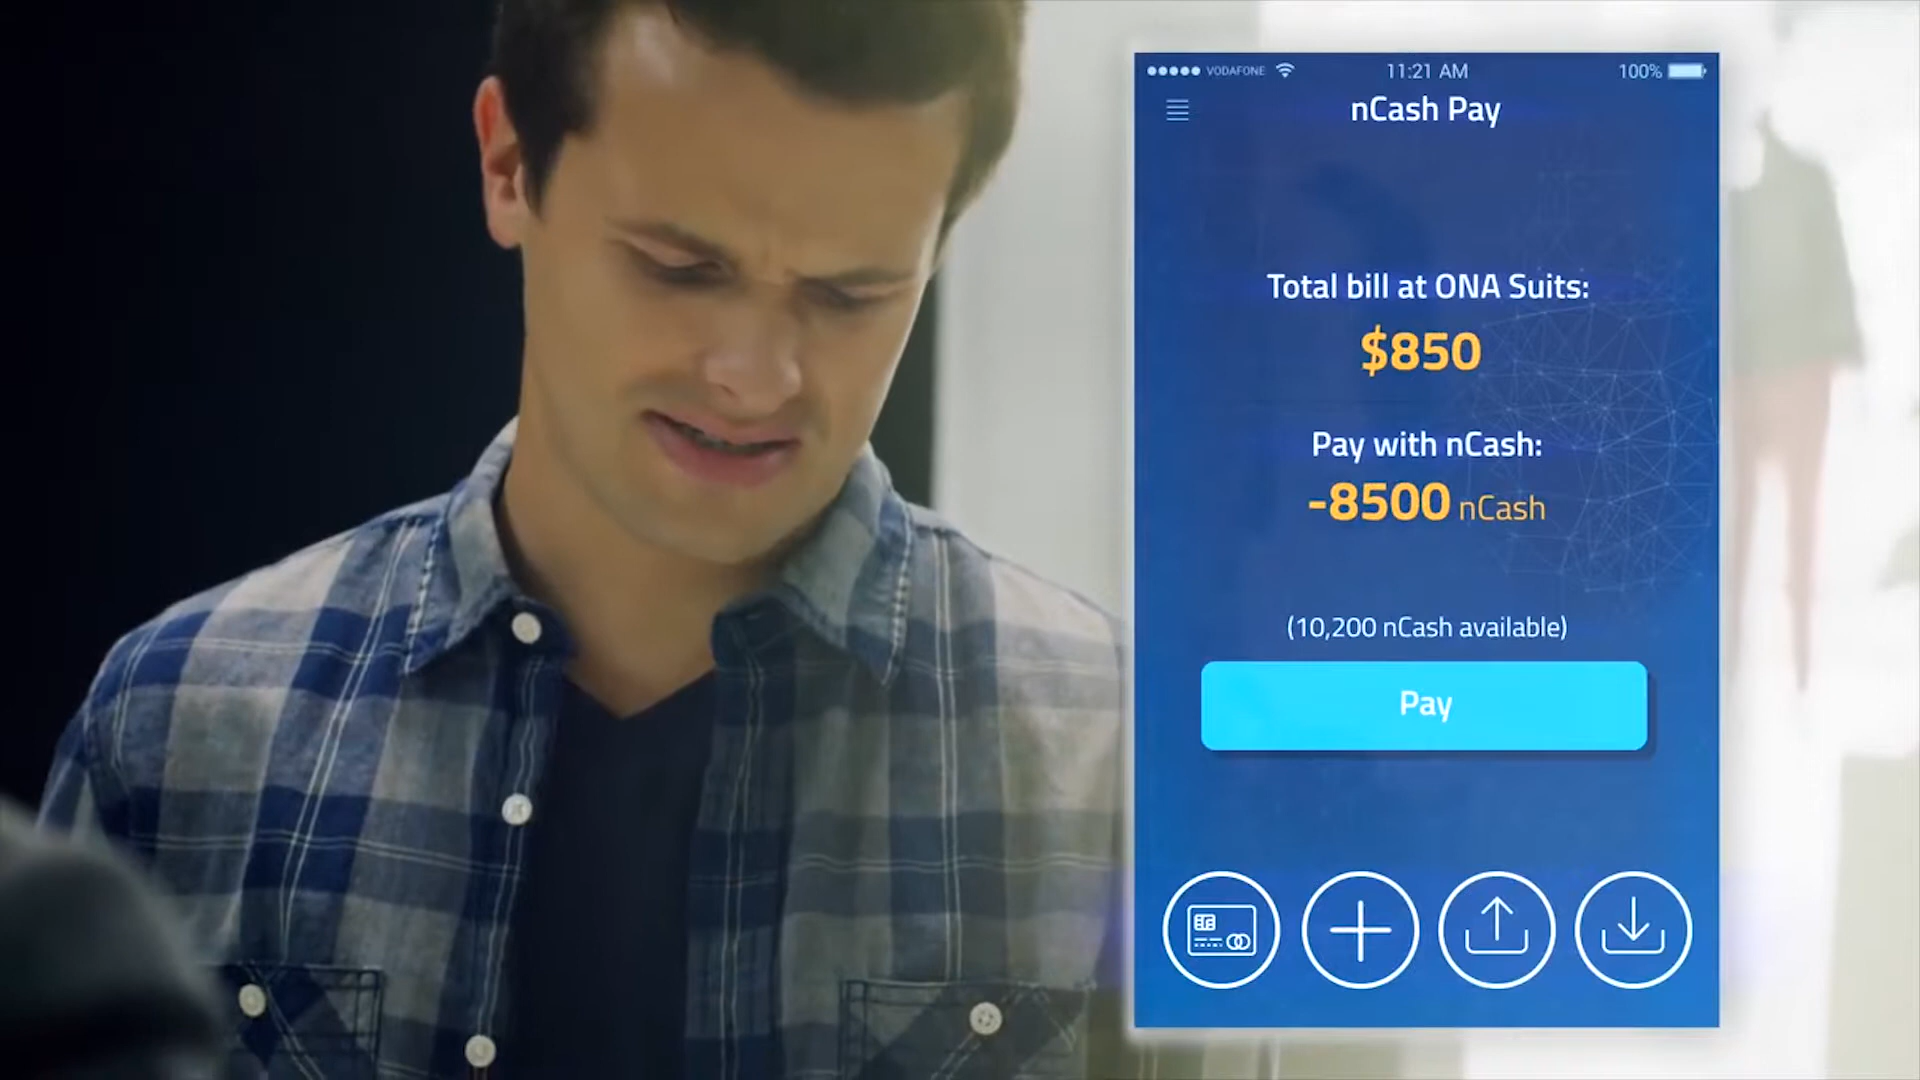 VODAFONE 11:21 AM 100%
nCash Pay
Total bill at ONA Suits:
$850
Pay with nCash:
-8500 nCash
(10,200 nCash available)
Pay